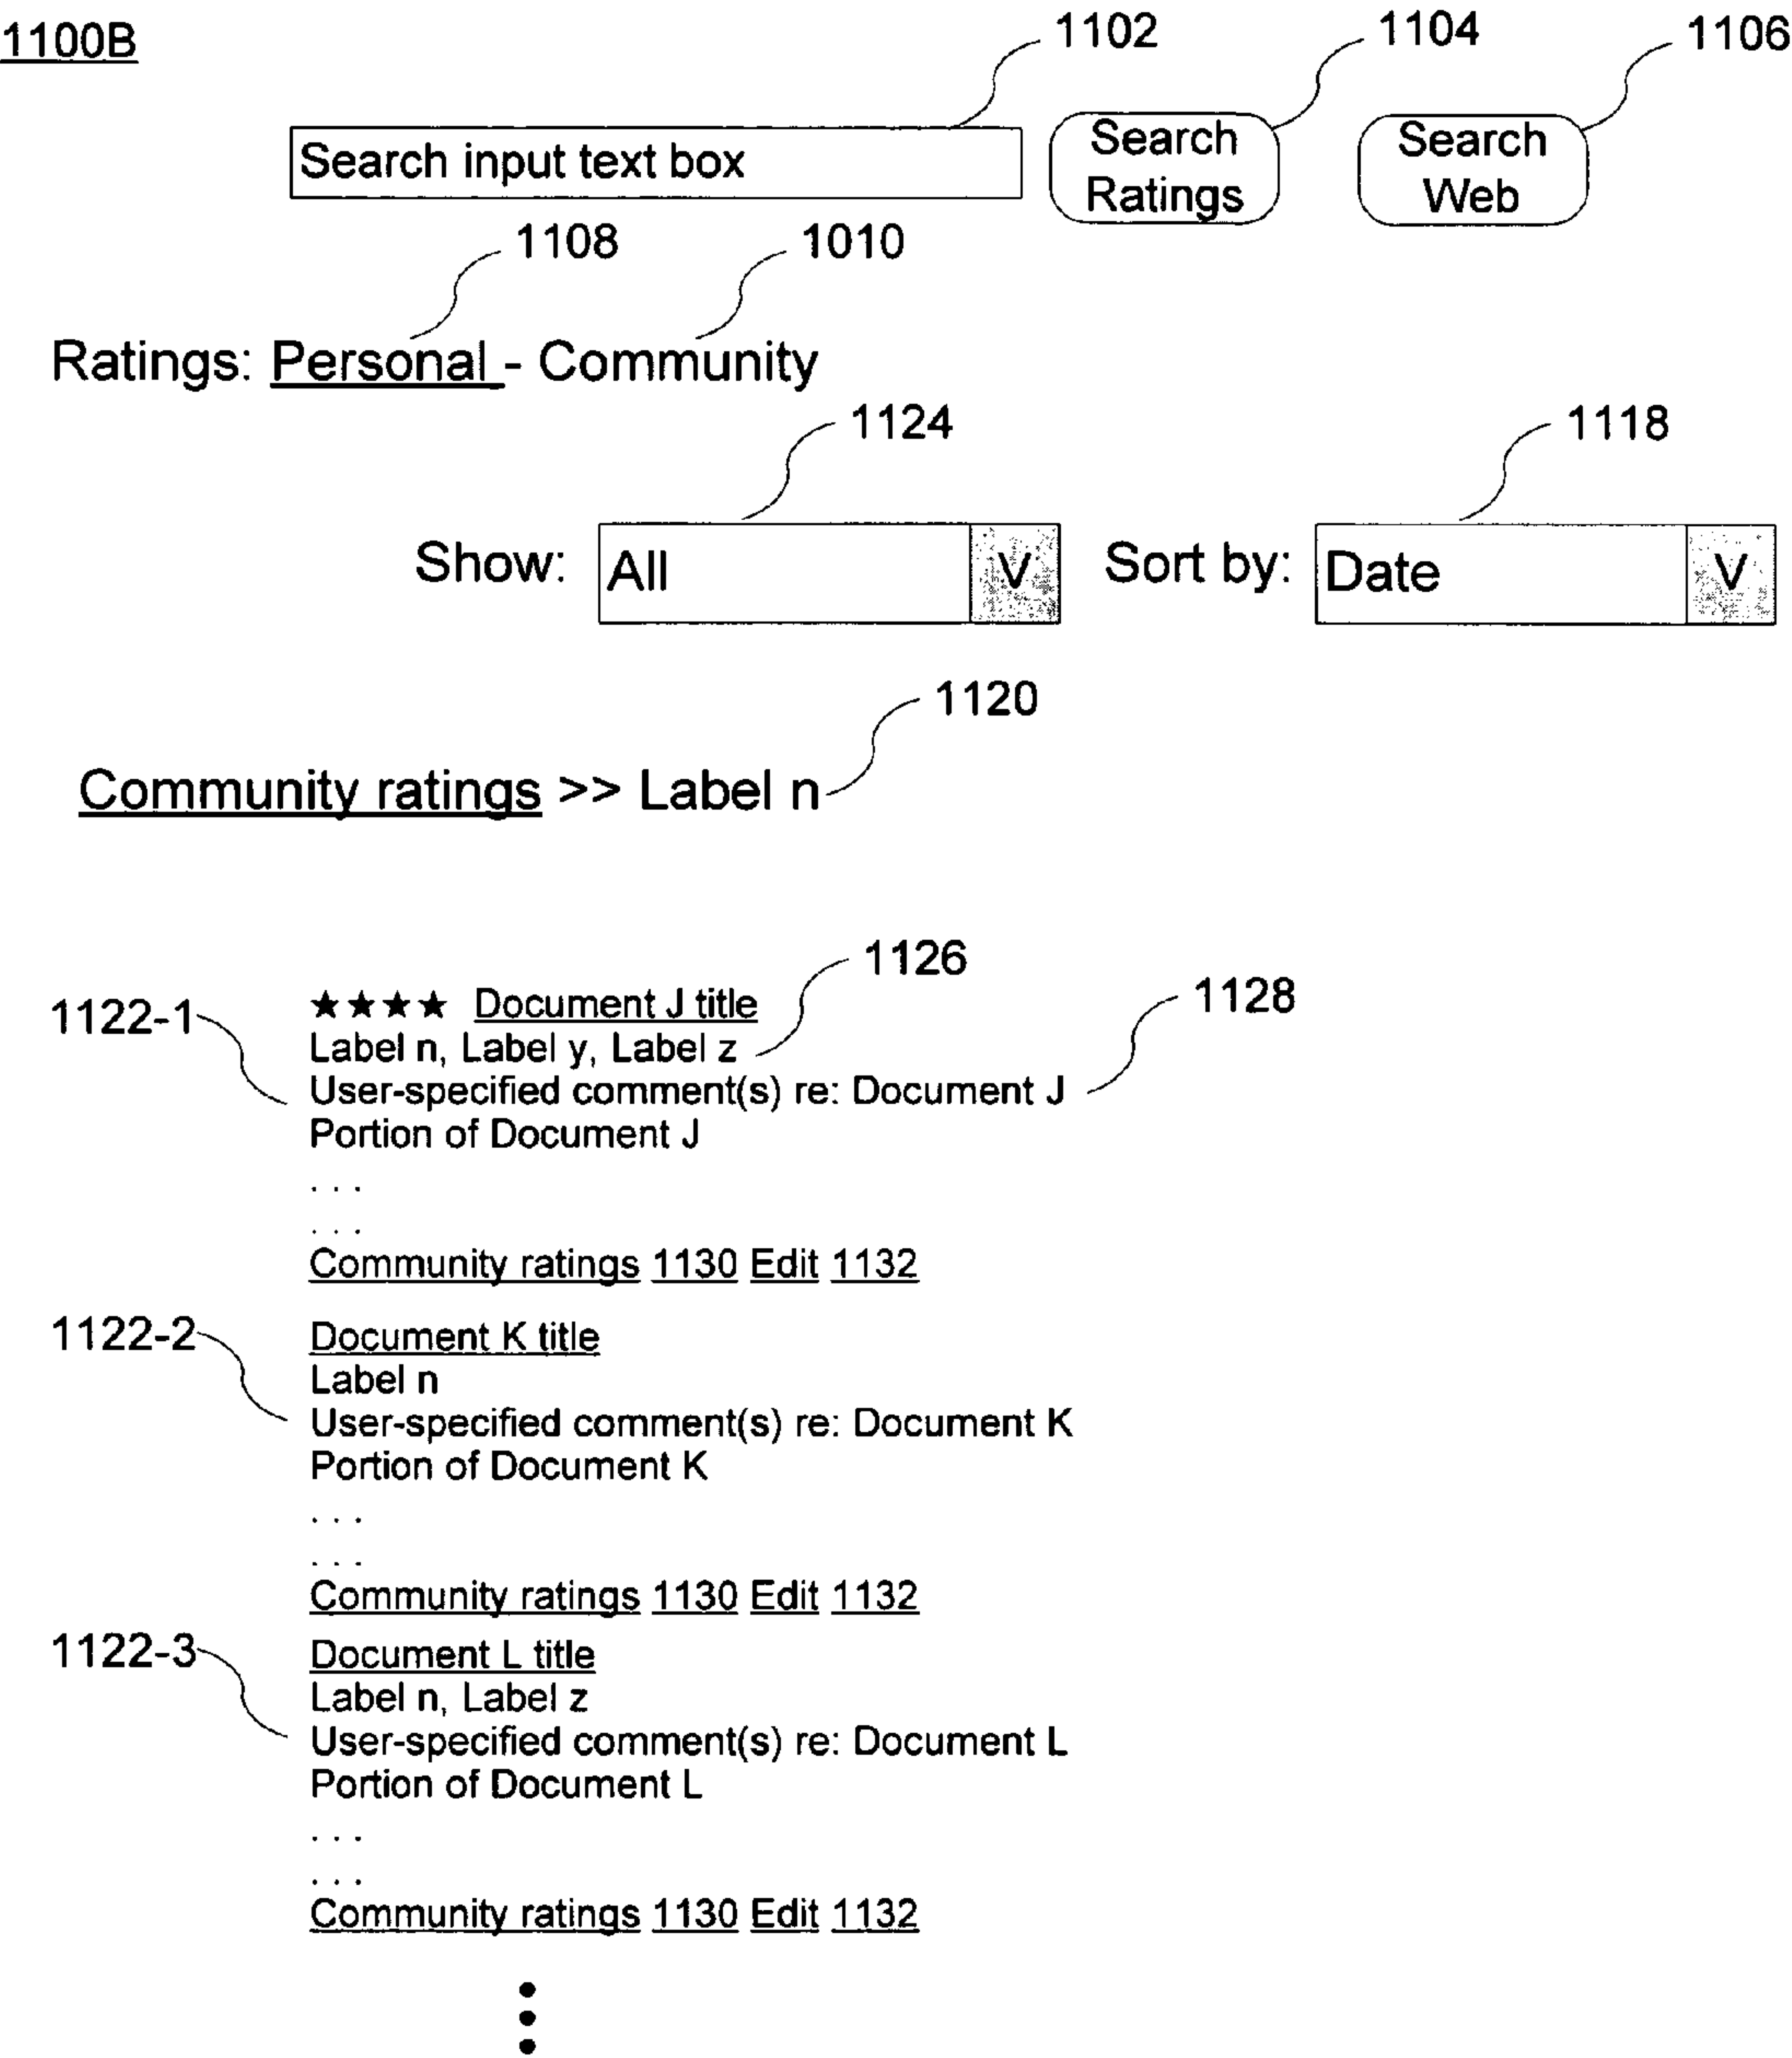 1100B
1102
1104
1106
Search input text box
Search
Ratings
Search
Web
1108
1010
Ratings: Personal - Community
1124
1118
Show: All V Sort by: Date V
1120
Community ratings >> Label n
1126
1128
1122-1
★★★★ Document J title
Label n, Label y, Label z
User-specified comment(s) re: Document J
Portion of Document J
. . .
. . .
Community ratings 1130 Edit 1132
1122-2
Document K title
Label n
User-specified comment(s) re: Document K
Portion of Document K
. . .
. . .
Community ratings 1130 Edit 1132
1122-3
Document L title
Label n, Label z
User-specified comment(s) re: Document L
Portion of Document L
. . .
. . .
Community ratings 1130 Edit 1132